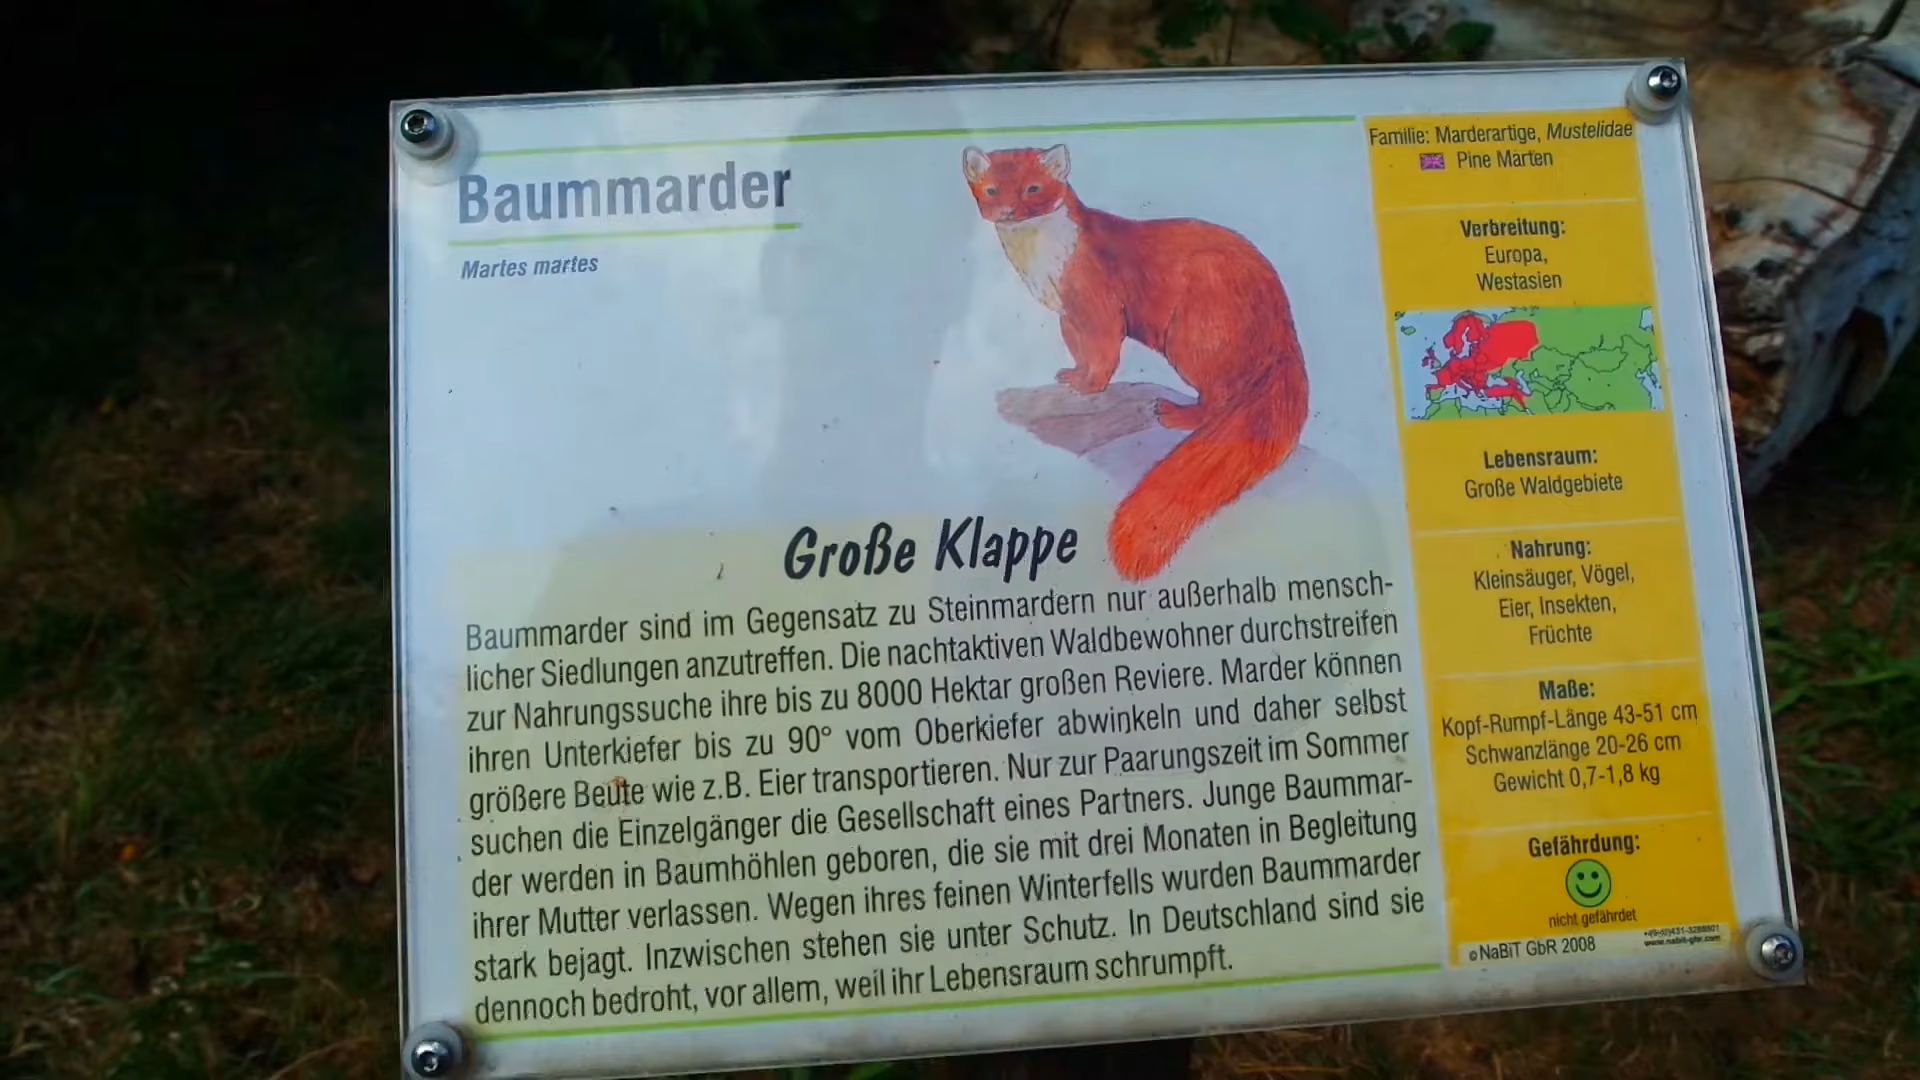 Baummarder
Martes martes
Große Klappe
Baummarder sind im Gegensatz zu Steinmardern nur außerhalb mensch-
licher Siedlungen anzutreffen. Die nachtaktiven Waldbewohner durchstreifen
zur Nahrungssuche ihre bis zu 8000 Hektar großen Reviere. Marder können
ihren Unterkiefer bis zu 90° vom Oberkiefer abwinkeln und daher selbst
größere Beute wie z.B. Eier transportieren. Nur zur Paarungszeit im Sommer
suchen die Einzelgänger die Gesellschaft eines Partners. Junge Baummar-
der werden in Baumhöhlen geboren, die sie mit drei Monaten in Begleitung
ihrer Mutter verlassen. Wegen ihres feinen Winterfells wurden Baummarder
stark bejagt. Inzwischen stehen sie unter Schutz. In Deutschland sind sie
dennoch bedroht, vor allem, weil ihr Lebensraum schrumpft.
Familie: Marderartige, Mustelidae
Pine Marten
Verbreitung:
Europa,
Westasien
Lebensraum:
Große Waldgebiete
Nahrung:
Kleinsäuger, Vögel,
Eier, Insekten,
Früchte
Maße:
Kopf-Rumpf-Länge 43-51 cm
Schwanzlänge 20-26 cm
Gewicht 0,7-1,8 kg
Gefährdung:
nicht gefährdet
© NaBiT GbR 2008
www.nabit-gbr.com